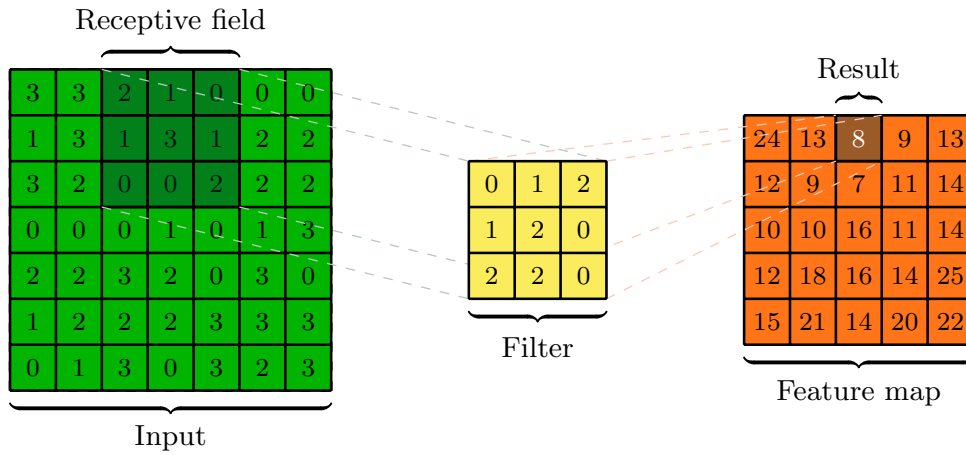 Receptive field
3 3 2 1 0 0 0
1 3 1 3 1 2 2
3 2 0 0 2 2 2
0 0 0 1 0 1 3
2 2 3 2 0 3 0
1 2 2 2 3 3 3
0 1 3 0 3 2 3
Input
0 1 2
1 2 0
2 2 0
Filter
Result
24 13 8 9 13
12 9 7 11 14
10 10 16 11 14
12 18 16 14 25
15 21 14 20 22
Feature map